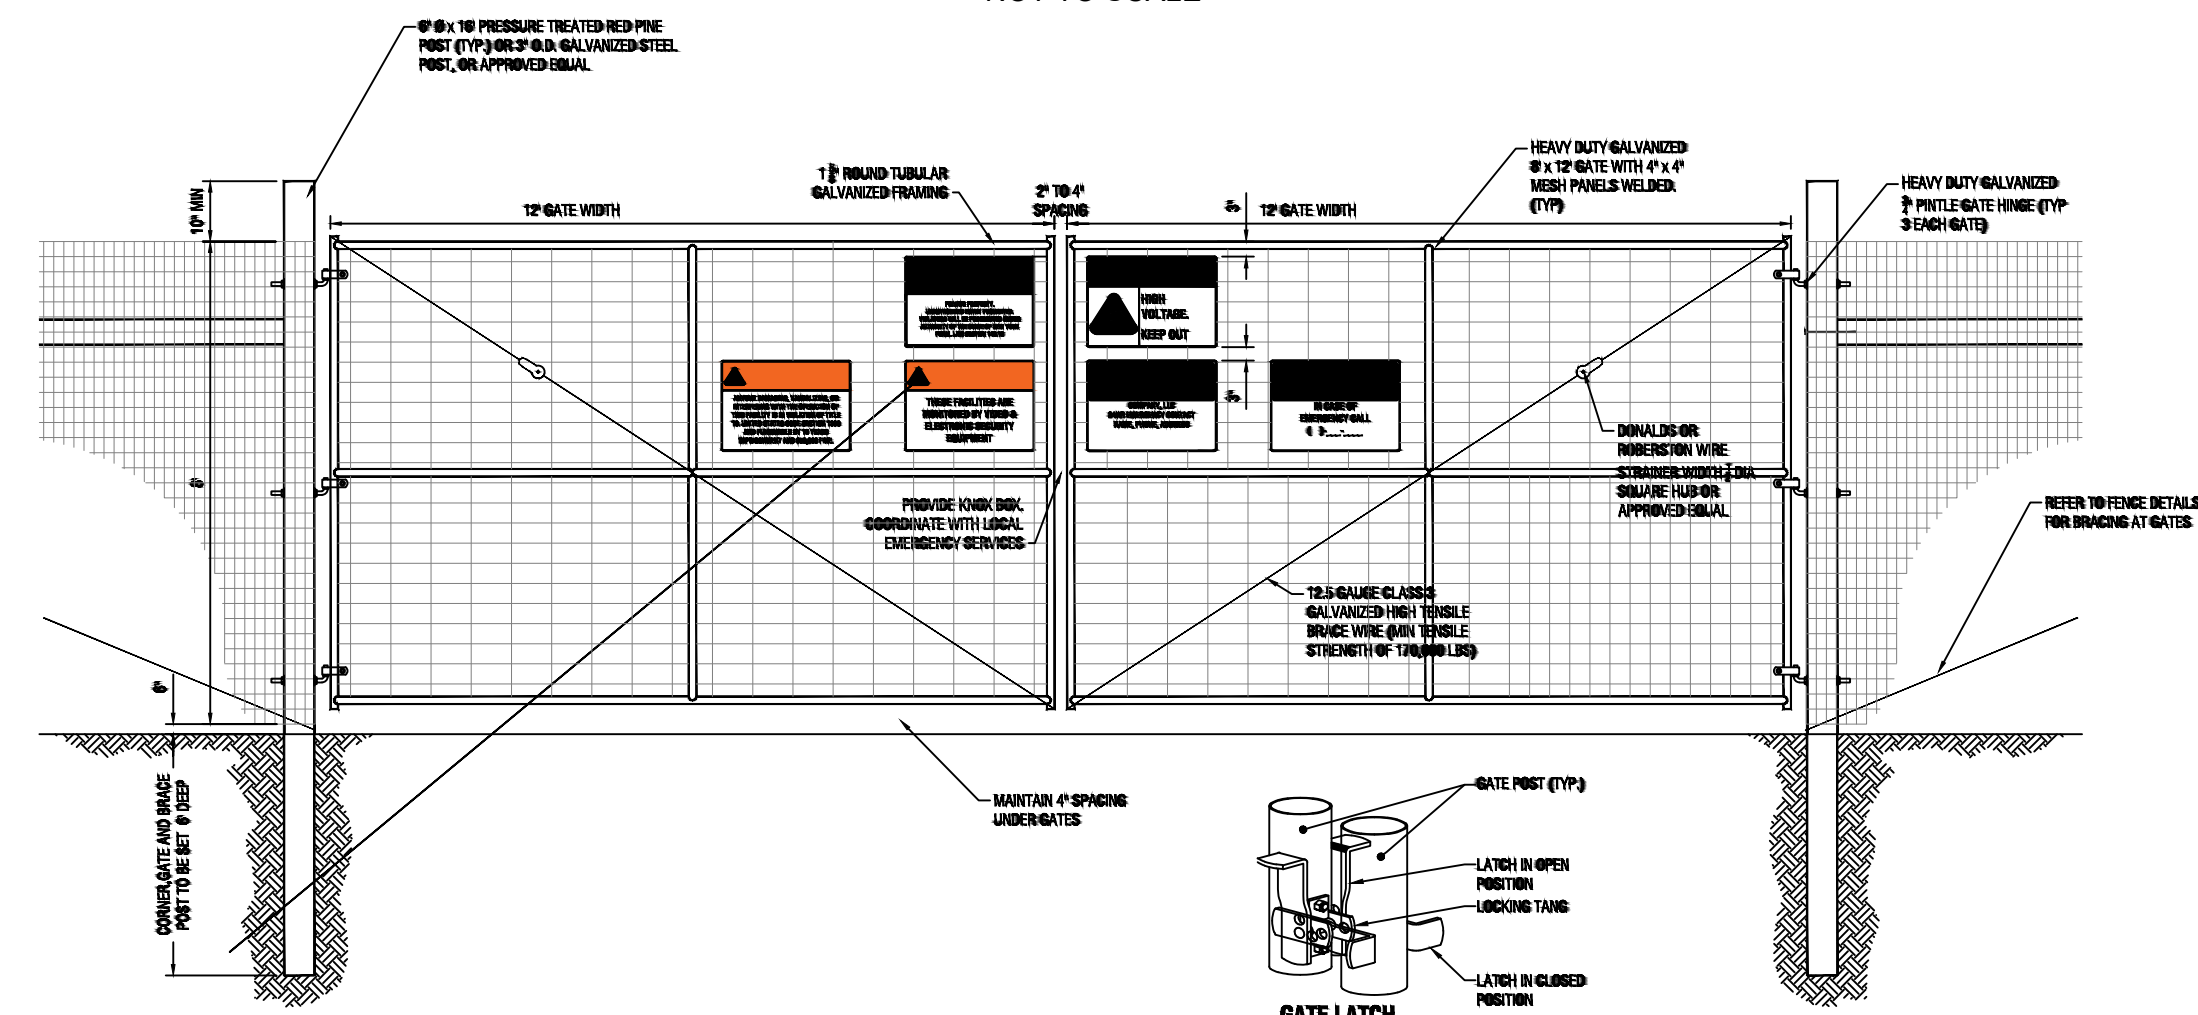 NOT TO SCALE
6" Ø x 16' PRESSURE TREATED RED PINE
POST (TYP.) OR 3" O.D. GALVANIZED STEEL
POST, OR APPROVED EQUAL
10" MIN
12' GATE WIDTH
ROUND TUBULAR
GALVANIZED FRAMING
2" TO 4"
SPACING
3"
12' GATE WIDTH
HEAVY DUTY GALVANIZED
8' x 12' GATE WITH 4" x 4"
MESH PANELS WELDED.
(TYP)
HEAVY DUTY GALVANIZED
3/4" PINTLE GATE HINGE (TYP
3 EACH GATE)
HIGH
VOLTAGE.
KEEP OUT
THESE FACILITIES ARE
MONITORED BY VIDEO &
ELECTRONIC SECURITY
EQUIPMENT
IN CASE OF
EMERGENCY CALL
3"
8'
DONALDS OR
ROBERSTON WIRE
STRAINER WIDTH DIA
SQUARE HUB OR
APPROVED EQUAL
PROVIDE KNOX BOX.
COORDINATE WITH LOCAL
EMERGENCY SERVICES
REFER TO FENCE DETAILS
FOR BRACING AT GATES
12.5 GAUGE CLASS 3
GALVANIZED HIGH TENSILE
BRACE WIRE (MIN TENSILE
STRENGTH OF 170,000 LBS)
6"
CORNER,GATE AND BRACE
POST TO BE SET 6' DEEP
MAINTAIN 4" SPACING
UNDER GATES
GATE POST (TYP.)
LATCH IN OPEN
POSITION
LOCKING TANG
LATCH IN CLOSED
POSITION
GATE LATCH